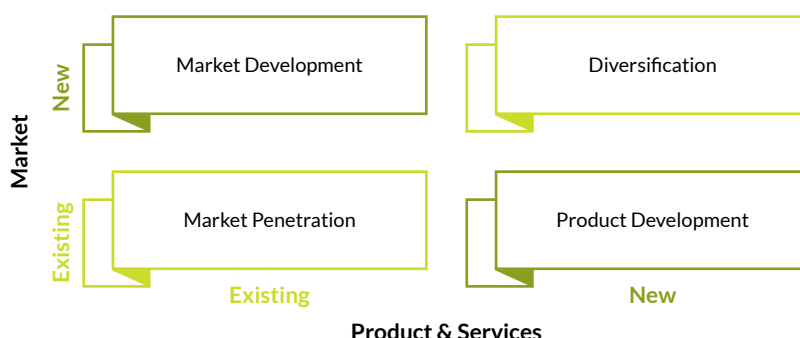 Market
New
Market Development
Diversification
Existing
Market Penetration
Product Development
Existing
New
Product & Services